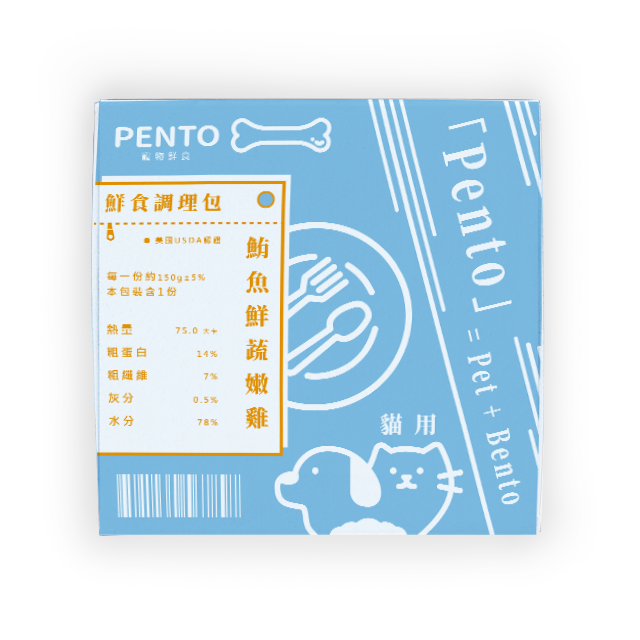 PENTO
寵物鮮食
鮮食調理包
● 美國USDA認證
每一份約150g±5%
本包裝含1份
熱量 75.0 大卡
粗蛋白 14%
粗纖維 7%
灰分 0.5%
水分 78%
鮪魚鮮蔬嫩雞
貓用
「Pento」= Pet + Bento